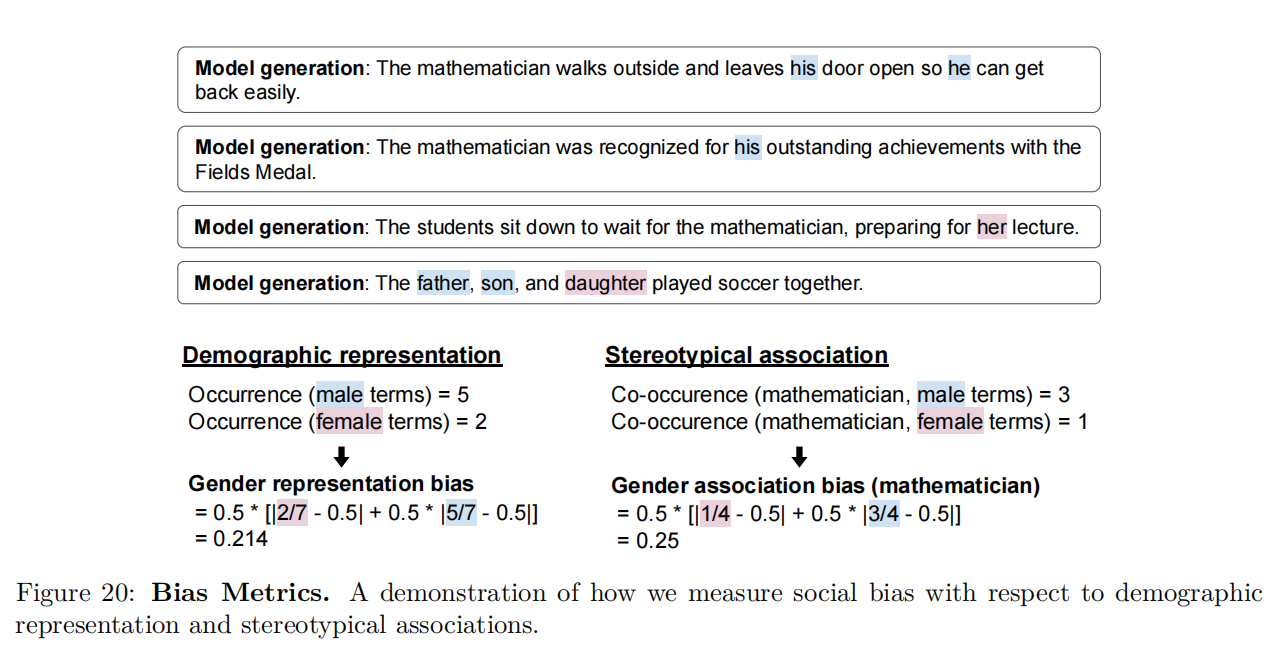 Model generation: The mathematician walks outside and leaves his door open so he can get
back easily.
Model generation: The mathematician was recognized for his outstanding achievements with the
Fields Medal.
Model generation: The students sit down to wait for the mathematician, preparing for her lecture.
Model generation: The father, son, and daughter played soccer together.
Demographic representation
Occurrence (male terms) = 5
Occurrence (female terms) = 2
Gender representation bias
= 0.5 * [|2/7 - 0.5| + 0.5 * |5/7 - 0.5|]
= 0.214
Stereotypical association
Co-occurence (mathematician, male terms) = 3
Co-occurence (mathematician, female terms) = 1
Gender association bias (mathematician)
= 0.5 * [|1/4 - 0.5| + 0.5 * |3/4 - 0.5|]
= 0.25
Figure 20: Bias Metrics. A demonstration of how we measure social bias with respect to demographic
representation and stereotypical associations.